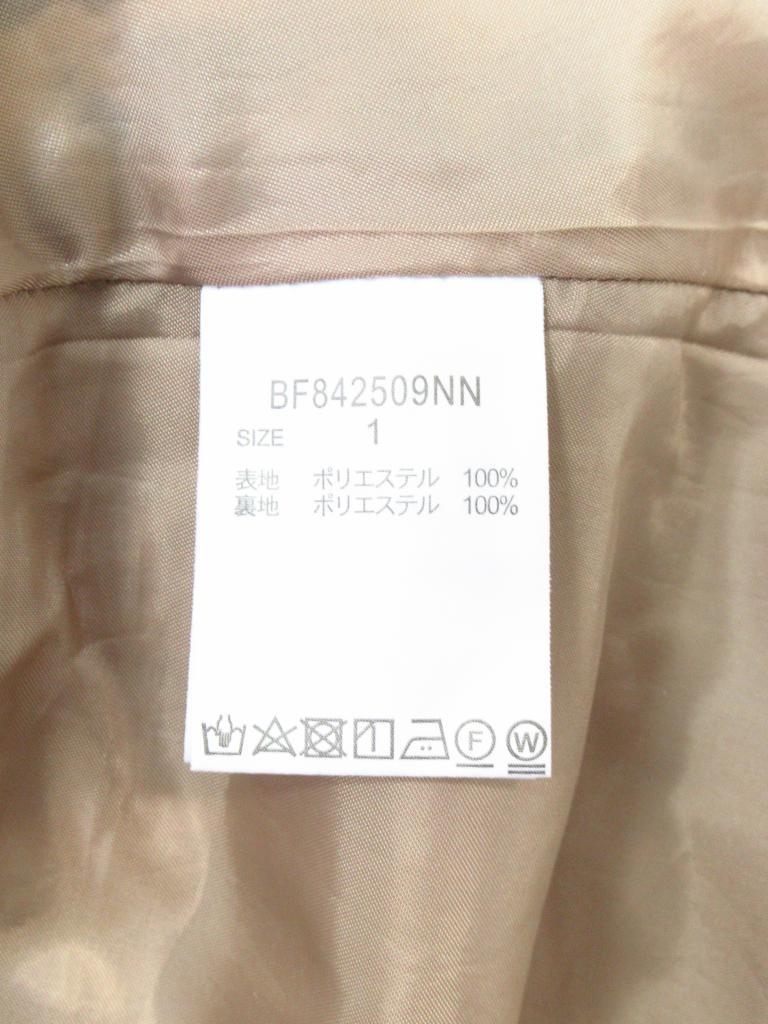 BF842509NN
SIZE 1
表地 ポリエステル 100%
裏地 ポリエステル 100%
F W